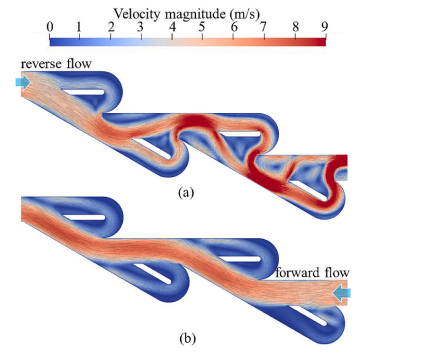 Velocity magnitude (m/s)
0 1 2 3 4 5 6 7 8 9
reverse flow
(a)
forward flow
(b)